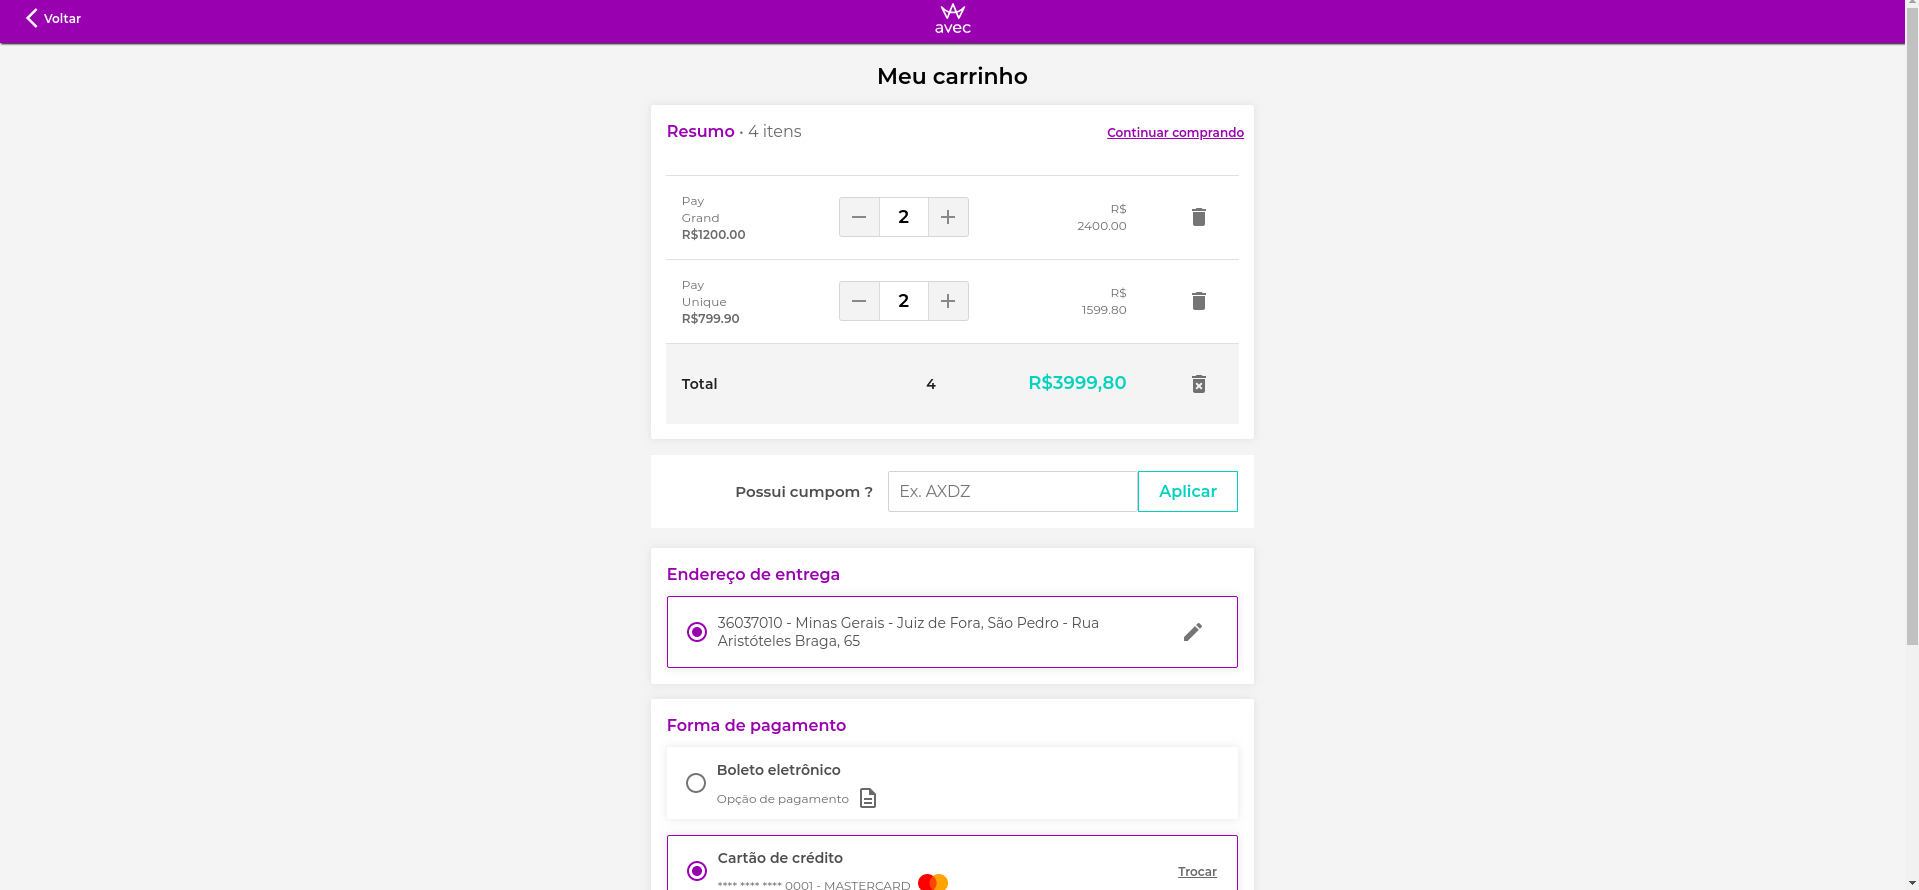 Voltar
avec
Meu carrinho
Resumo • 4 itens
Continuar comprando
Pay
Grand
R$1200.00
2
R$
2400.00
Pay
Unique
R$799.90
2
R$
1599.80
Total
4
R$3999,80
Possui cumpom ?
Ex. AXDZ
Aplicar
Endereço de entrega
36037010 - Minas Gerais - Juiz de Fora, São Pedro - Rua
Aristóteles Braga, 65
Forma de pagamento
Boleto eletrônico
Opção de pagamento
Cartão de crédito
Trocar
**** **** **** 0001 - MASTERCARD